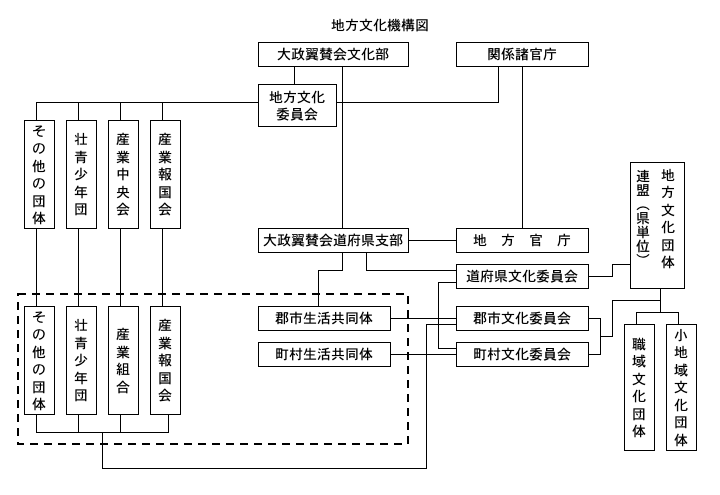 地方文化機構図
大政翼賛会文化部
関係諸官庁
地方文化
委員会
その他の団体
壮青少年団
産業中央会
産業報国会
大政翼賛会道府県支部
地方官庁
地方文化団体
連盟（県単位）
道府県文化委員会
その他の団体
壮青少年団
産業組合
産業報国会
郡市生活共同体
郡市文化委員会
町村生活共同体
町村文化委員会
職域文化団体
小地域文化団体